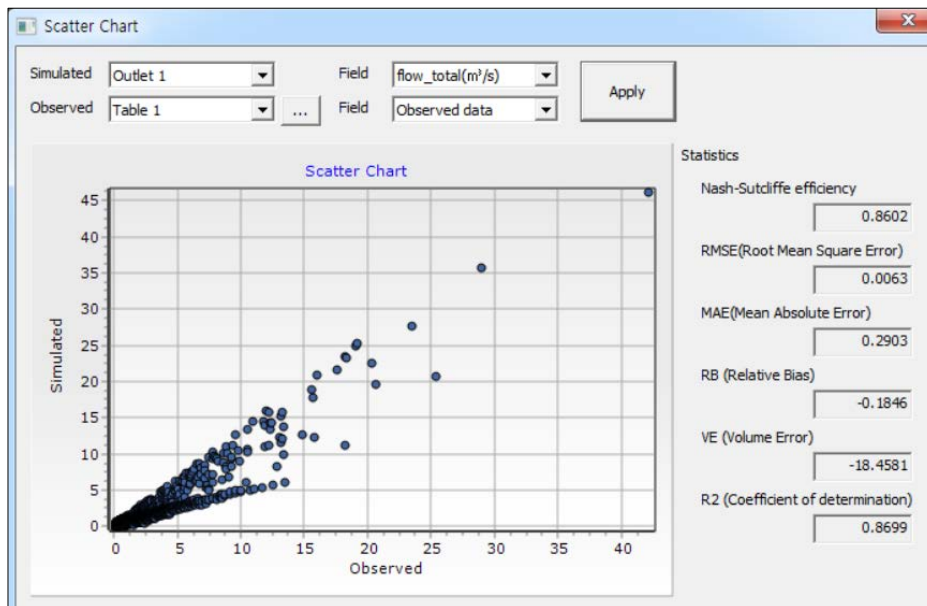 Scatter Chart
Simulated Outlet 1 Field flow_total(m³/s)
Apply
Observed Table 1 ... Field Observed data
Scatter Chart
45
40
35
30
25
20
15
10
5
0
Simulated
0 5 10 15 20 25 30 35 40
Observed
Statistics
Nash-Sutcliffe efficiency
0.8602
RMSE(Root Mean Square Error)
0.0063
MAE(Mean Absolute Error)
0.2903
RB (Relative Bias)
-0.1846
VE (Volume Error)
-18.4581
R2 (Coefficient of determination)
0.8699